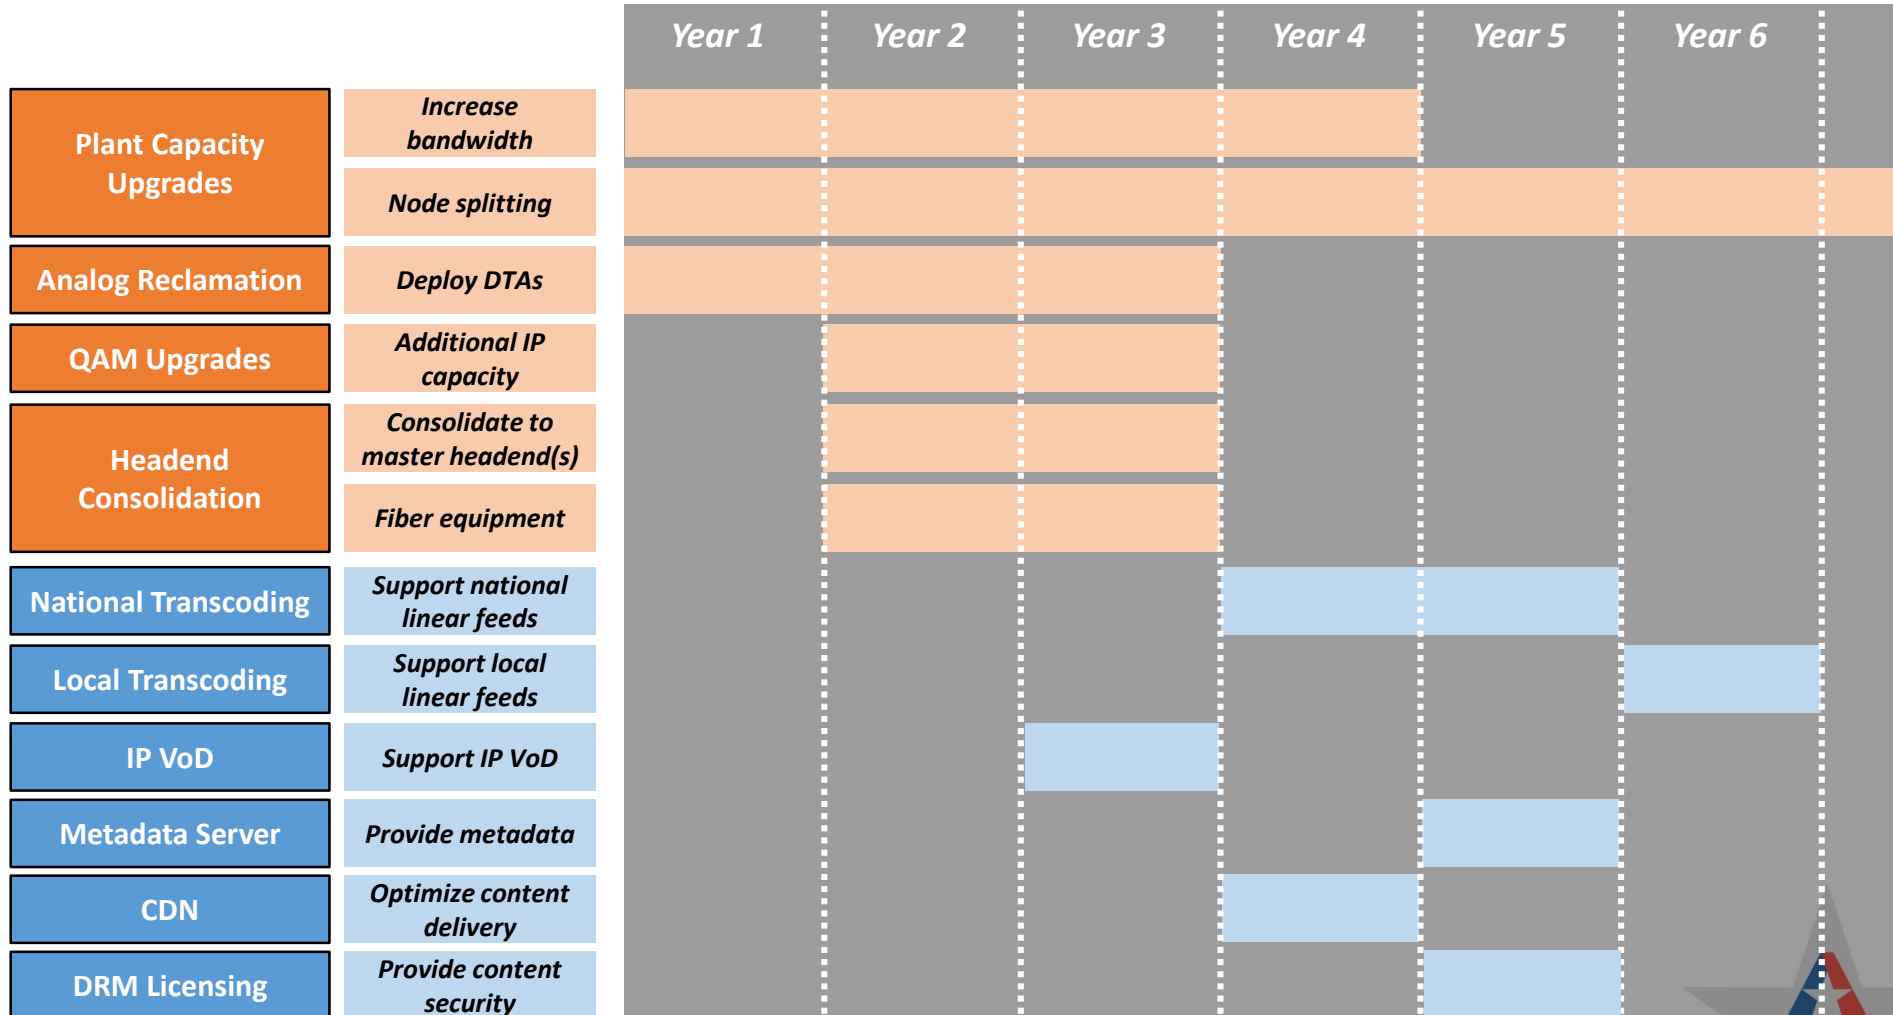 Year 1 Year 2 Year 3 Year 4 Year 5 Year 6
Plant Capacity
Upgrades
Increase
bandwidth
Node splitting
Analog Reclamation
Deploy DTAs
QAM Upgrades
Additional IP
capacity
Headend
Consolidation
Consolidate to
master headend(s)
Fiber equipment
National Transcoding
Support national
linear feeds
Local Transcoding
Support local
linear feeds
IP VoD
Support IP VoD
Metadata Server
Provide metadata
CDN
Optimize content
delivery
DRM Licensing
Provide content
security